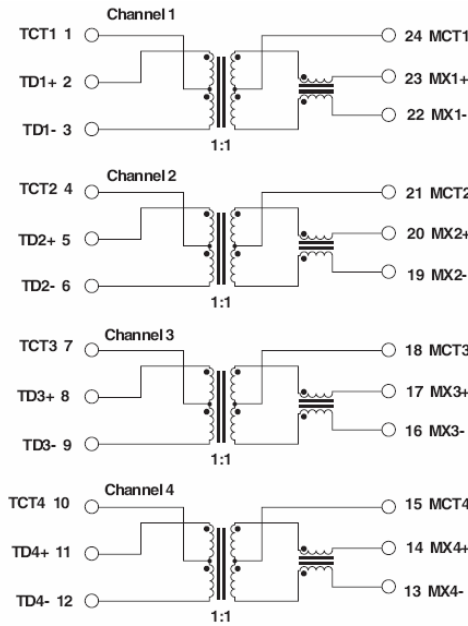 Channel 1
TCT1 1
24 MCT1
TD1+ 2
23 MX1+
TD1- 3
22 MX1-
1:1
Channel 2
TCT2 4
21 MCT2
TD2+ 5
20 MX2+
TD2- 6
19 MX2-
1:1
Channel 3
TCT3 7
18 MCT3
TD3+ 8
17 MX3+
TD3- 9
16 MX3-
1:1
Channel 4
TCT4 10
15 MCT4
TD4+ 11
14 MX4+
TD4- 12
13 MX4-
1:1